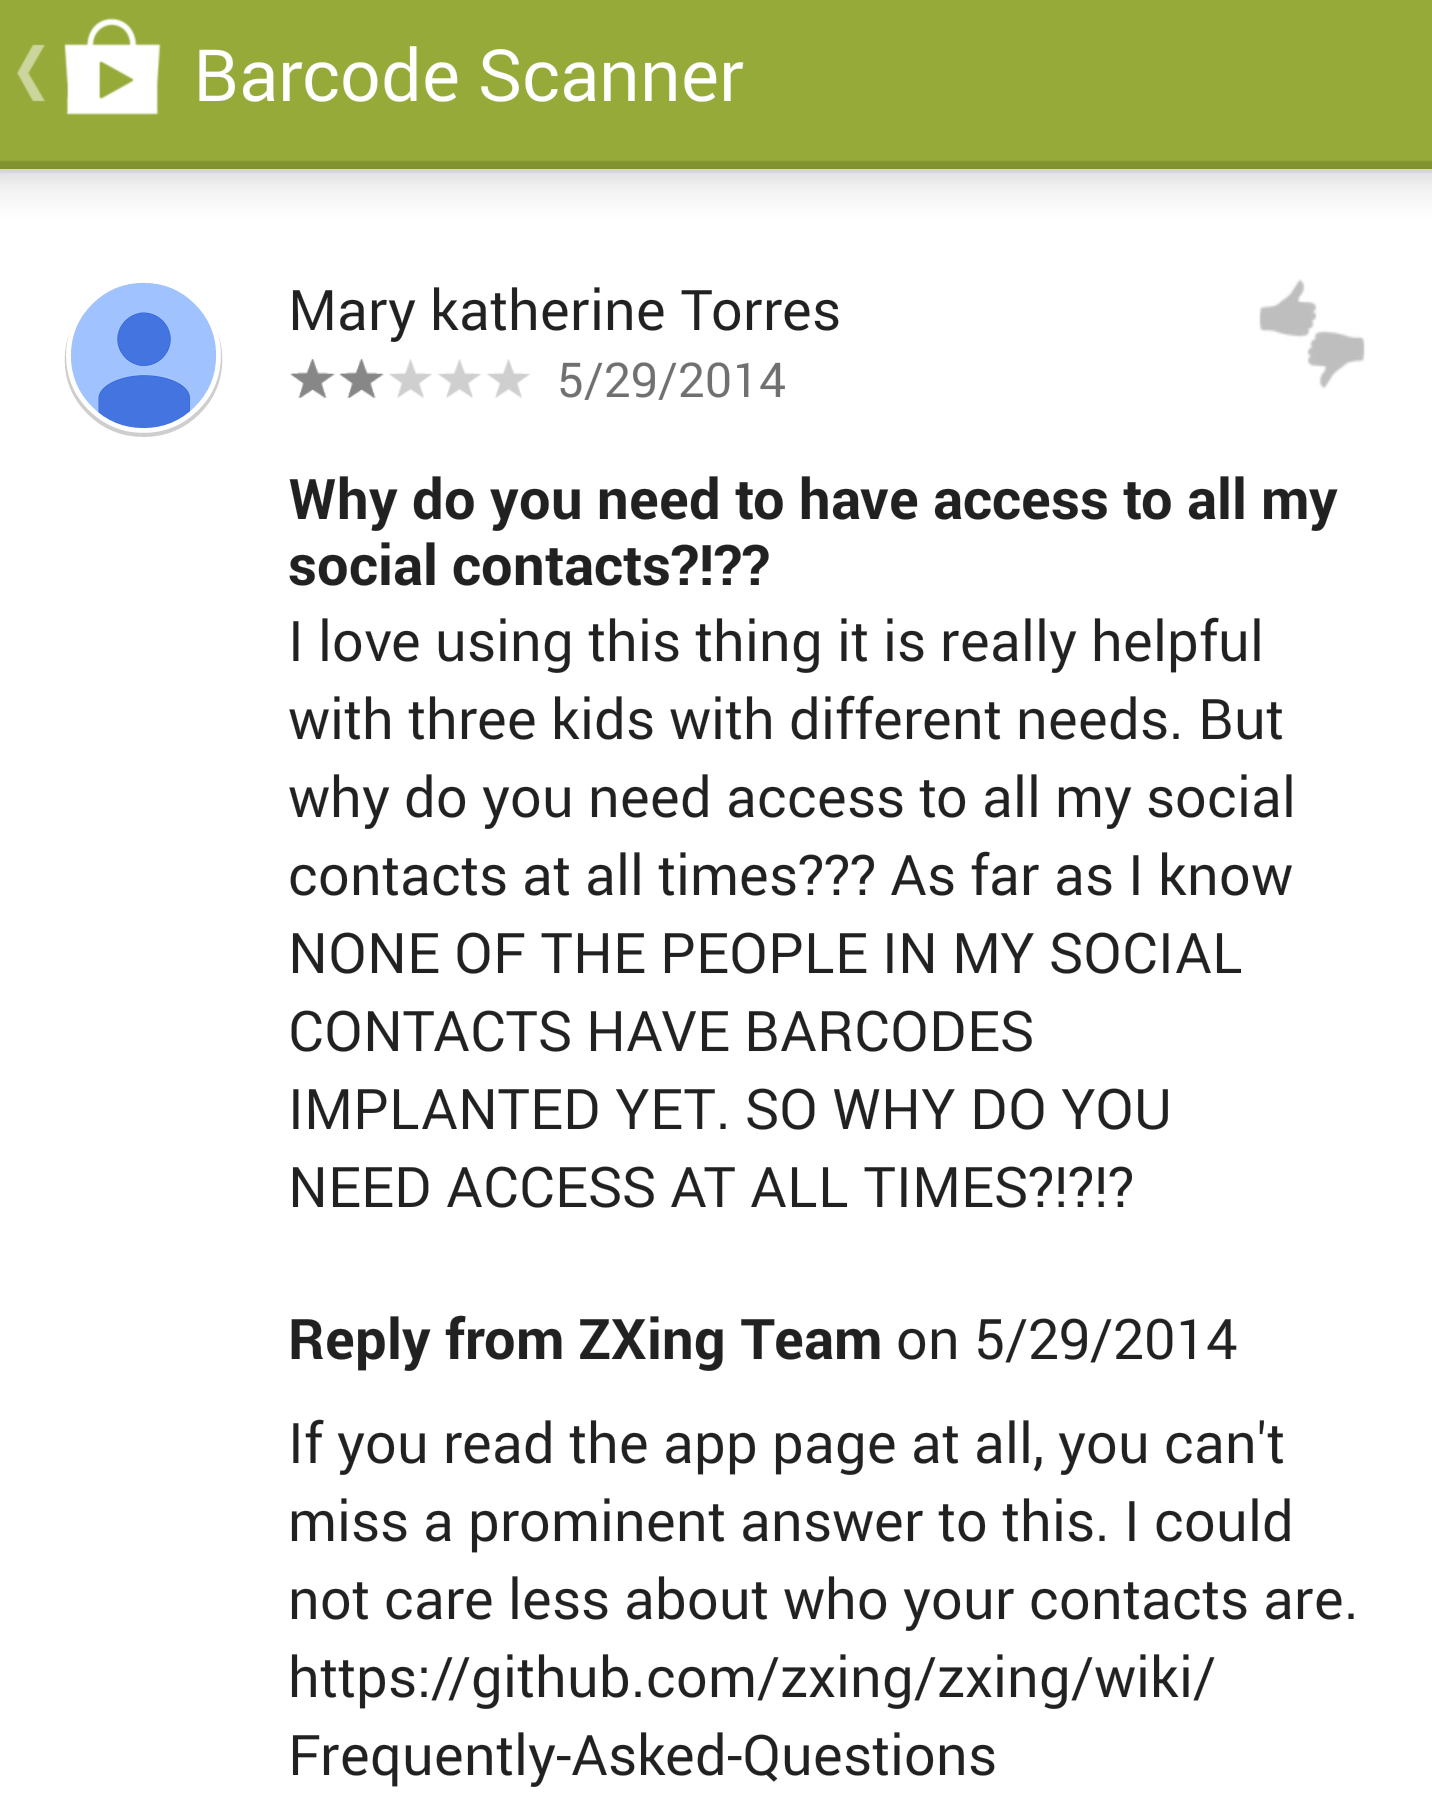 Barcode Scanner
Mary katherine Torres
5/29/2014
Why do you need to have access to all my
social contacts?!??
I love using this thing it is really helpful
with three kids with different needs. But
why do you need access to all my social
contacts at all times??? As far as I know
NONE OF THE PEOPLE IN MY SOCIAL
CONTACTS HAVE BARCODES
IMPLANTED YET. SO WHY DO YOU
NEED ACCESS AT ALL TIMES?!?!?
Reply from ZXing Team on 5/29/2014
If you read the app page at all, you can't
miss a prominent answer to this. I could
not care less about who your contacts are.
https://github.com/zxing/zxing/wiki/
Frequently-Asked-Questions